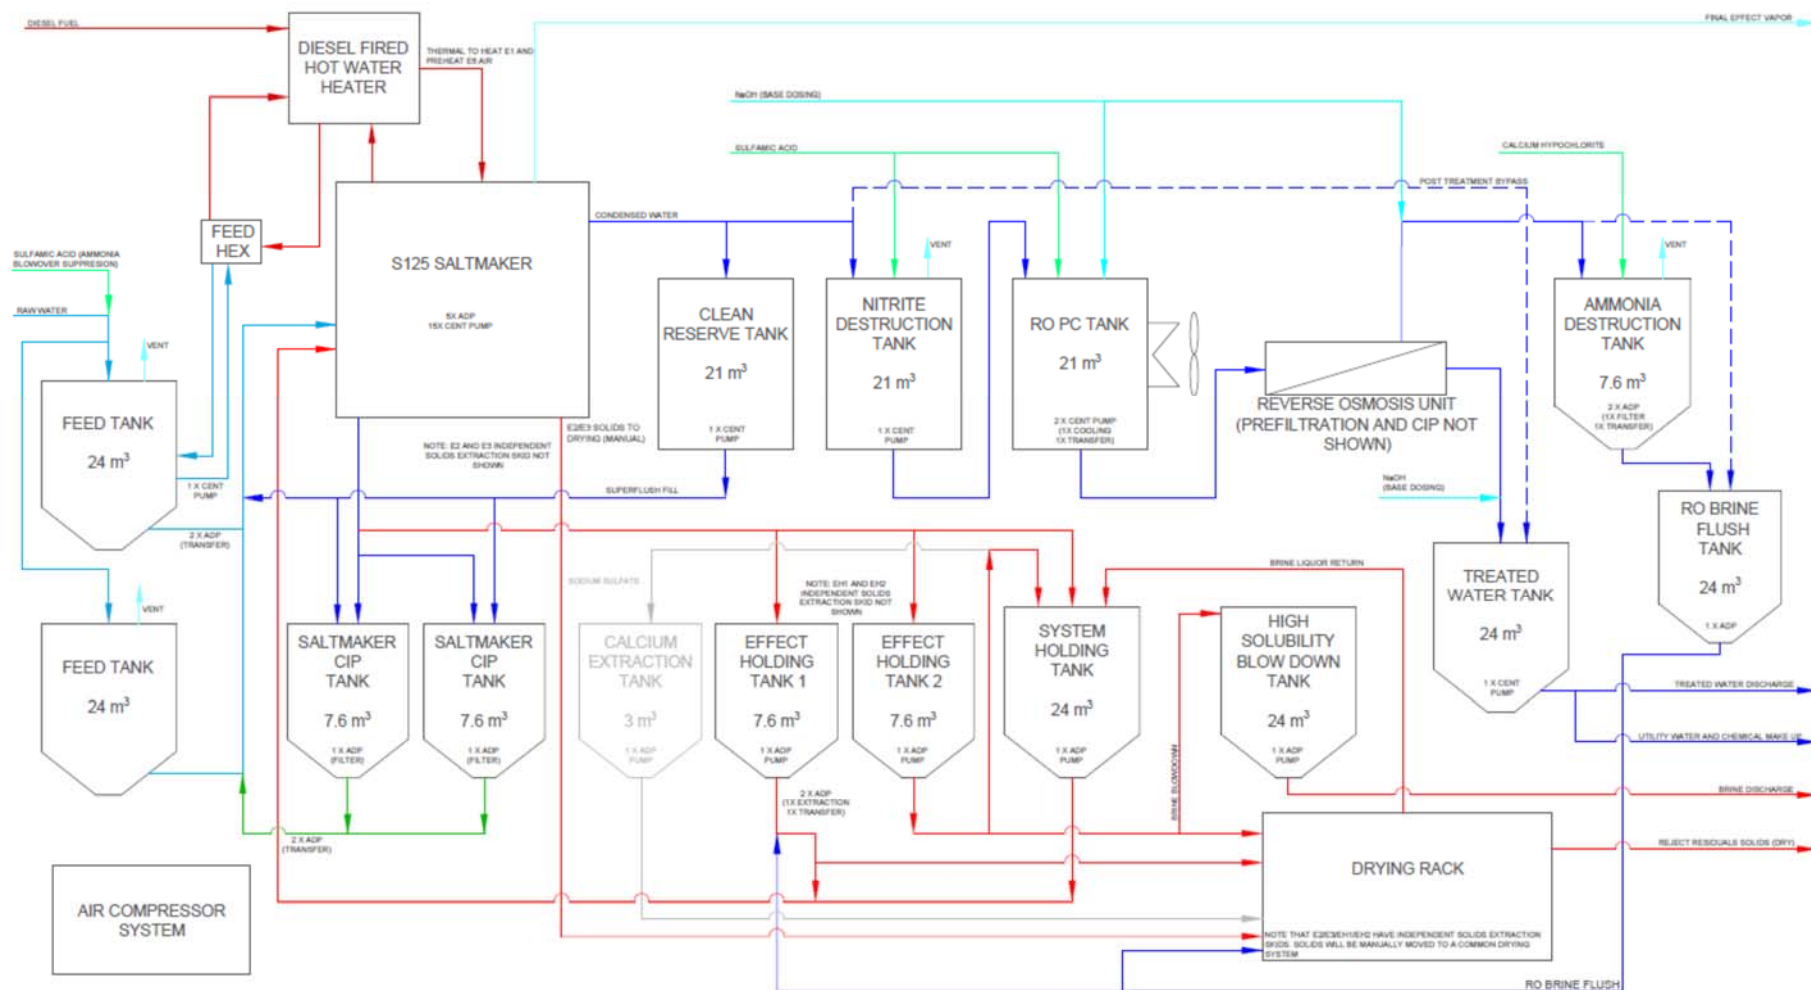 DIESEL FUEL
DIESEL FIRED
HOT WATER
HEATER
THERMAL TO HEAT E1 AND
PREHEAT E8 AIR
FINAL EFFECT VAPOR
NaOH (BASE DOSING)
SULFAMIC ACID
CALCIUM HYPOCHLORITE
POST TREATMENT BYPASS
CONDENSED WATER
FEED
HEX
SULFAMIC ACID (AMMONIA
BLOWOVER SUPPRESION)
RAW WATER
VENT
FEED TANK
24 m³
1 X CENT
PUMP
2 X ADP
(TRANSFER)
S125 SALTMAKER
5X ADP
15X CENT PUMP
CLEAN
RESERVE TANK
21 m³
1 X CENT
PUMP
VENT
NITRITE
DESTRUCTION
TANK
21 m³
1 X CENT
PUMP
RO PC TANK
21 m³
2 X CENT PUMP
(1X COOLING
1X TRANSFER)
REVERSE OSMOSIS UNIT
(PREFILTRATION AND CIP NOT
SHOWN)
VENT
AMMONIA
DESTRUCTION
TANK
7.6 m³
2 X ADP
(1X FILTER
1X TRANSFER)
E2/E3 SOLIDS TO
DRYING (MANUAL)
NOTE: E2 AND E3 INDEPENDENT
SOLIDS EXTRACTION SKID NOT
SHOWN
SUPERFLUSH FILL
NaOH
(BASE DOSING)
RO BRINE
FLUSH
TANK
24 m³
1 X ADP
VENT
FEED TANK
24 m³
SODIUM SULFATE
NOTE: EH1 AND EH2
INDEPENDENT SOLIDS
EXTRACTION SKID NOT
SHOWN
BRINE LIQUOR RETURN
SALTMAKER
CIP
TANK
7.6 m³
1 X ADP
(FILTER)
SALTMAKER
CIP
TANK
7.6 m³
1 X ADP
(FILTER)
CALCIUM
EXTRACTION
TANK
3 m³
1 X ADP
PUMP
EFFECT
HOLDING
TANK 1
7.6 m³
1 X ADP
PUMP
EFFECT
HOLDING
TANK 2
7.6 m³
1 X ADP
PUMP
SYSTEM
HOLDING
TANK
24 m³
1 X ADP
PUMP
HIGH
SOLUBILITY
BLOW DOWN
TANK
24 m³
1 X ADP
PUMP
TREATED
WATER TANK
24 m³
1 X CENT
PUMP
TREATED WATER DISCHARGE
UTILITY WATER AND CHEMICAL MAKE UP
BRINE DISCHARGE
BRINE BLOWDOWN
2 X ADP
(1X EXTRACTION
1X TRANSFER)
2 X ADP
(TRANSFER)
REJECT RESIDUALS SOLIDS (DRY)
DRYING RACK
NOTE THAT E2/E3/EH1/EH2 HAVE INDEPENDENT SOLIDS EXTRACTION
SKIDS. SOLIDS WILL BE MANUALLY MOVED TO A COMMON DRYING
SYSTEM
AIR COMPRESSOR
SYSTEM
RO BRINE FLUSH